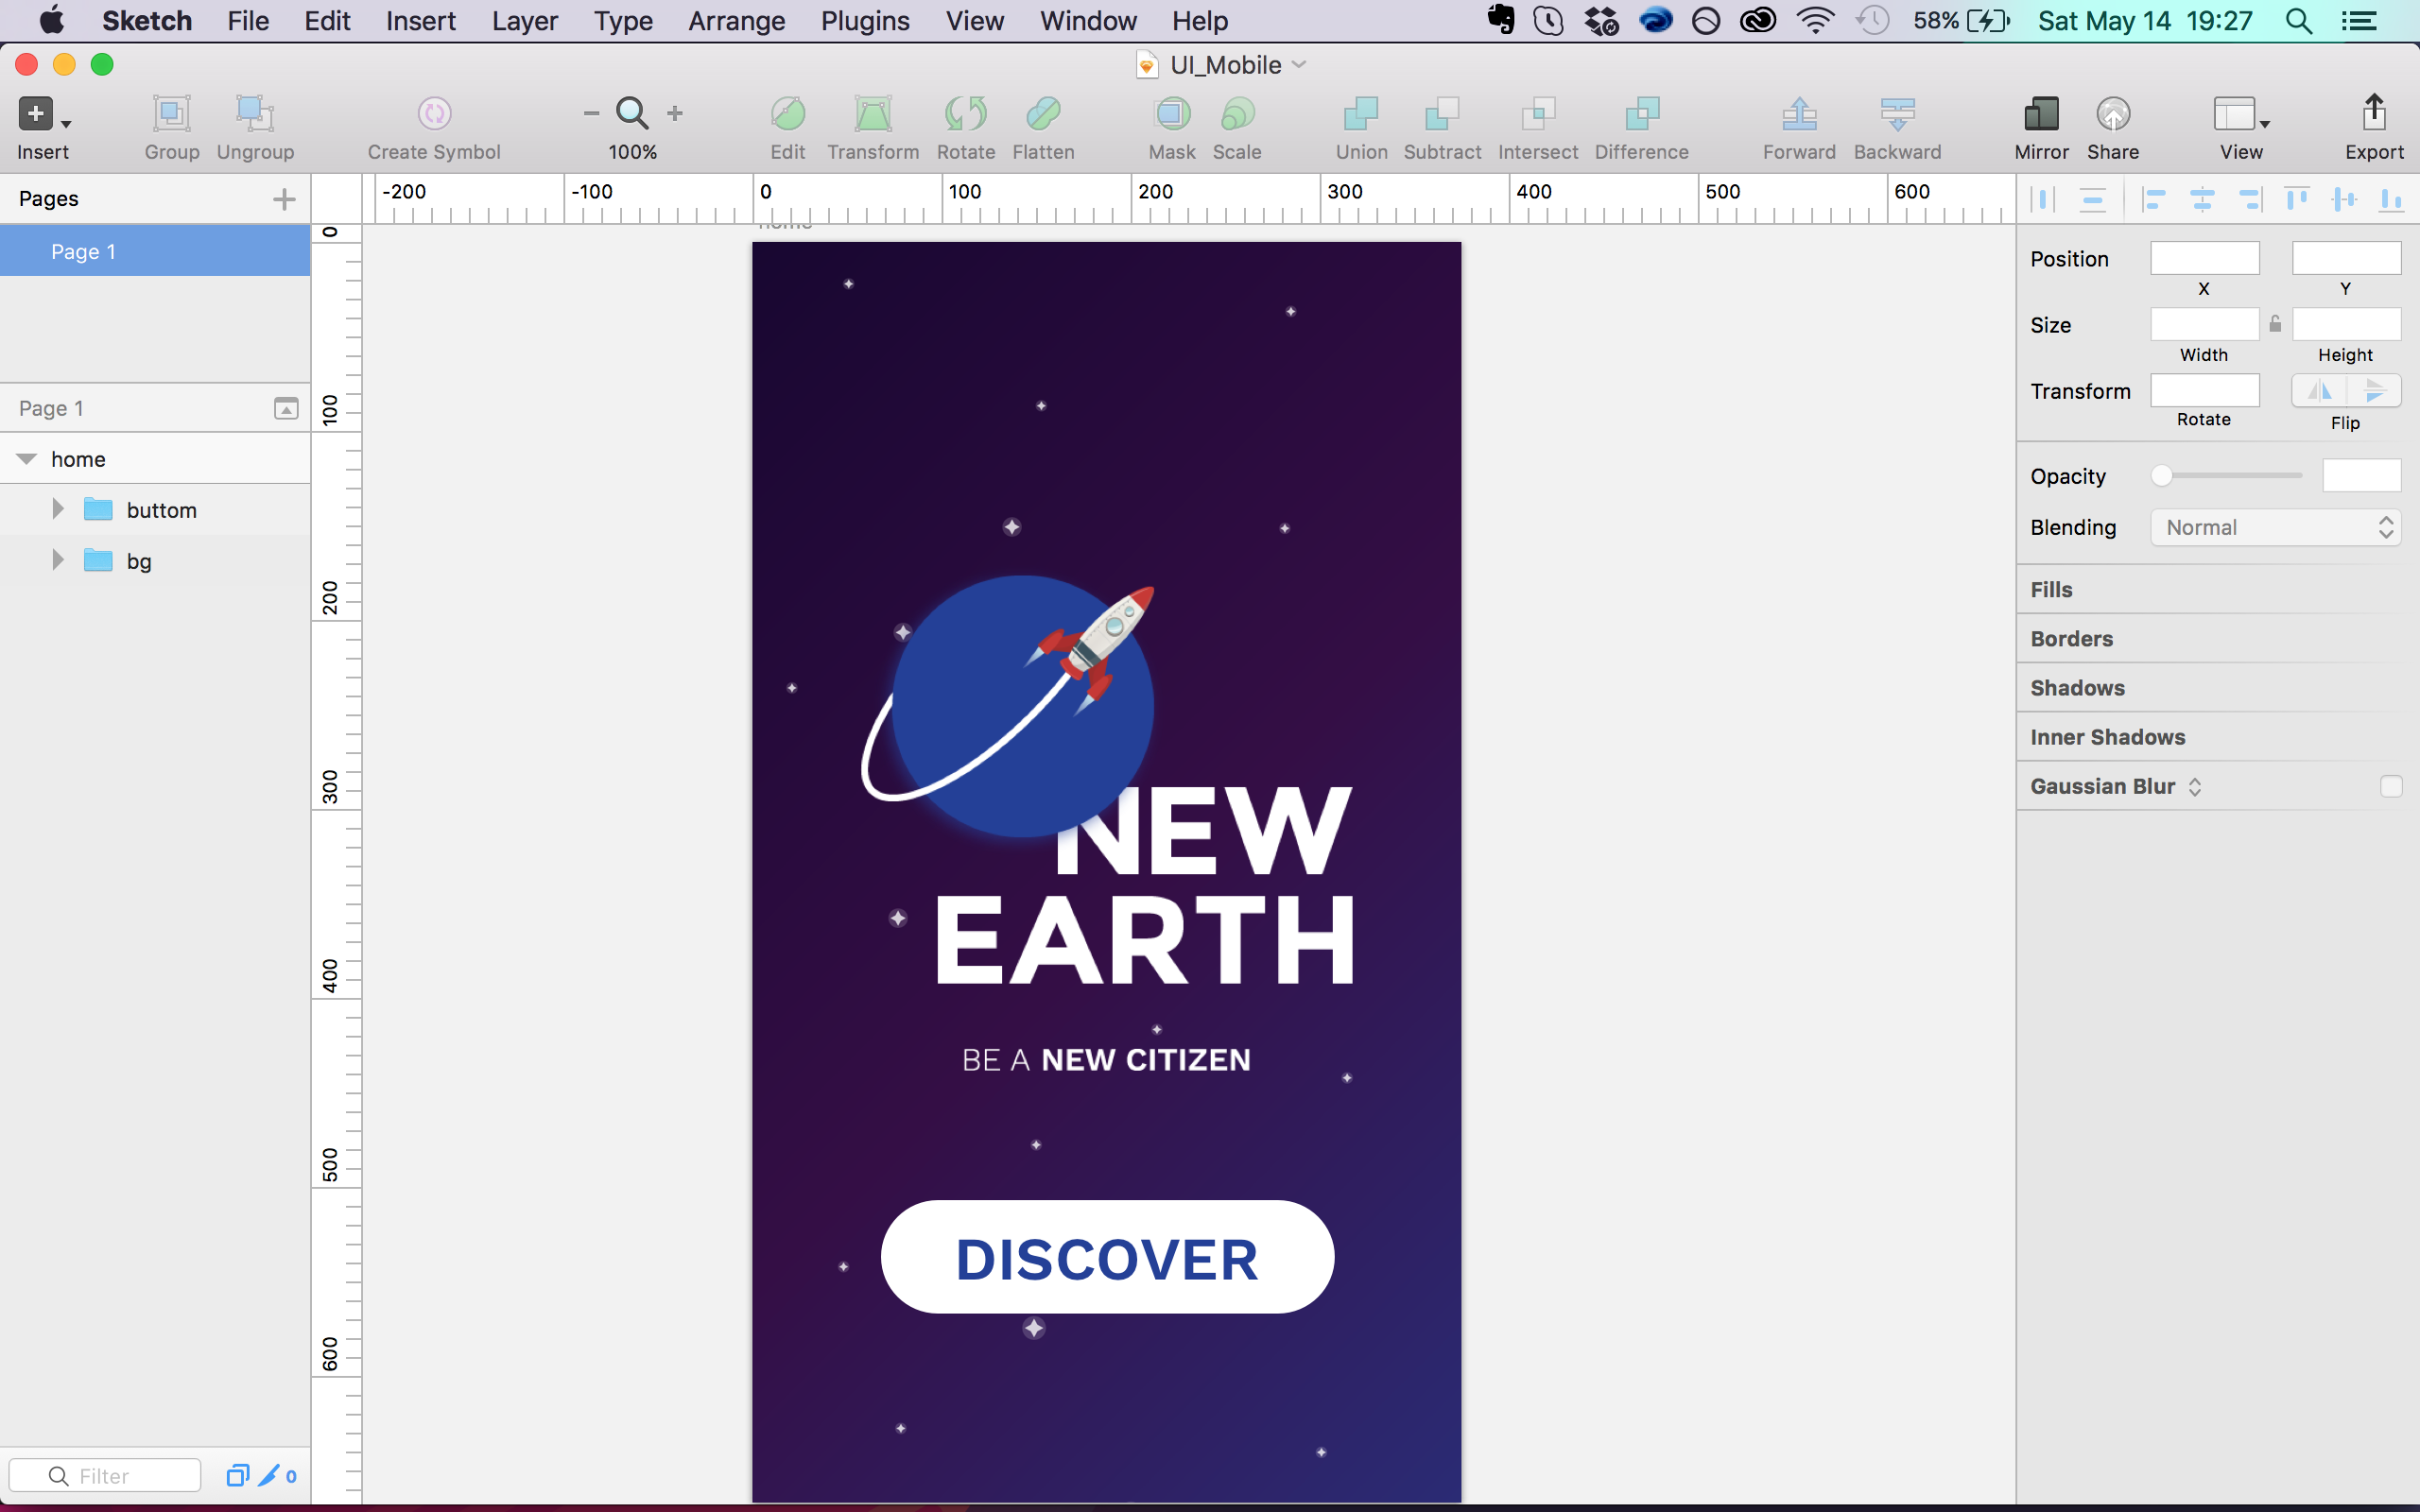 Sketch File Edit Insert Layer Type Arrange Plugins View Window Help 58% Sat May 14 19:27
UI_Mobile
Insert Group Ungroup Create Symbol 100% Edit Transform Rotate Flatten Mask Scale Union Subtract Intersect Difference Forward Backward Mirror Share View Export
Pages
-200 -100 0 100 200 300 400 500 600
Page 1
Page 1
home
buttom
bg
Filter
0
0
100
200
300
400
500
600
home
NEW
EARTH
BE A NEW CITIZEN
DISCOVER
Position
X Y
Size
Width Height
Transform
Rotate Flip
Opacity
Blending Normal
Fills
Borders
Shadows
Inner Shadows
Gaussian Blur